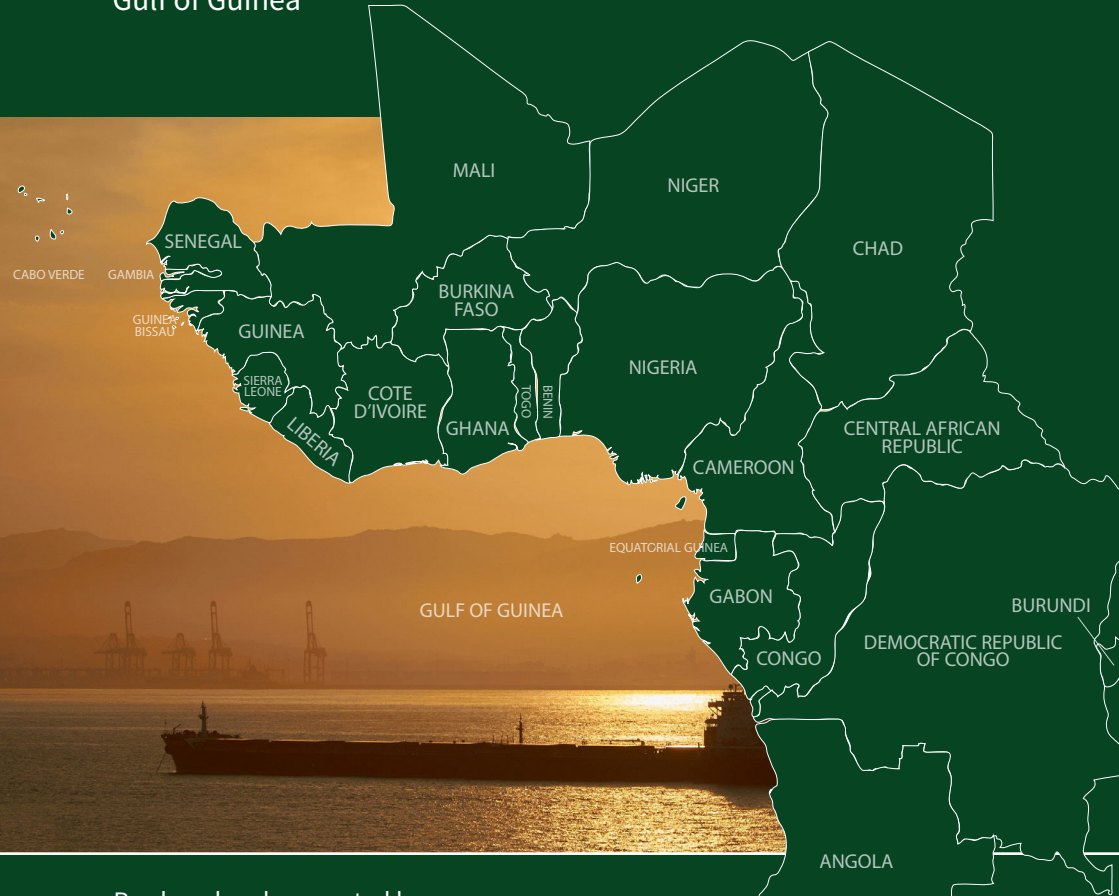 Gulf of Guinea
MALI
NIGER
CHAD
SENEGAL
CABO VERDE
GAMBIA
GUINEA
BISSAU
GUINEA
BURKINA
FASO
NIGERIA
SIERRA
LEONE
LIBERIA
COTE
D'IVOIRE
GHANA
TOGO
BENIN
CENTRAL AFRICAN
REPUBLIC
CAMEROON
EQUATORIAL GUINEA
GULF OF GUINEA
GABON
CONGO
BURUNDI
DEMOCRATIC REPUBLIC
OF CONGO
ANGOLA